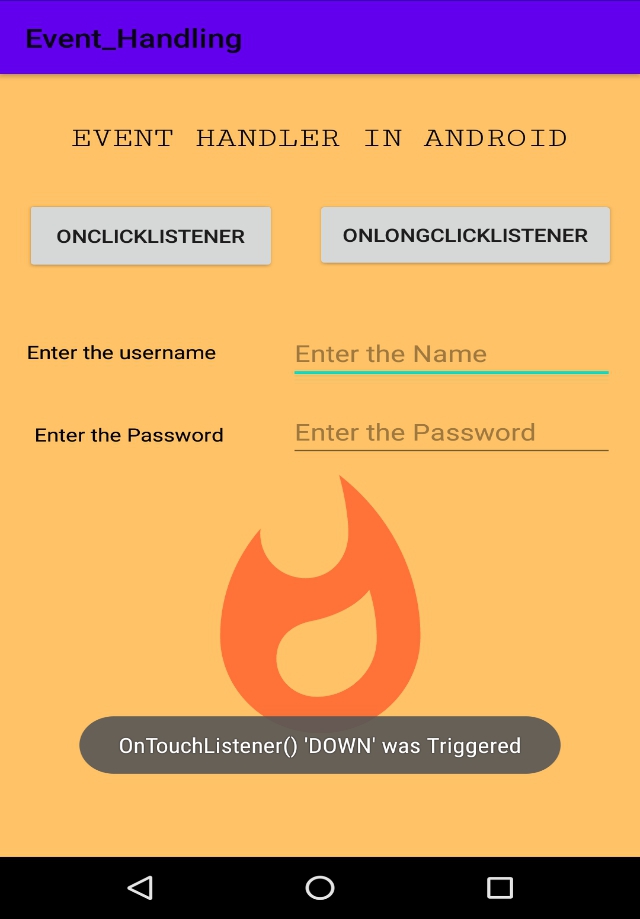 Event_Handling
EVENT HANDLER IN ANDROID
ONCLICKLISTENER
ONLONGCLICKLISTENER
Enter the username
Enter the Name
Enter the Password
Enter the Password
OnTouchListener() 'DOWN' was Triggered